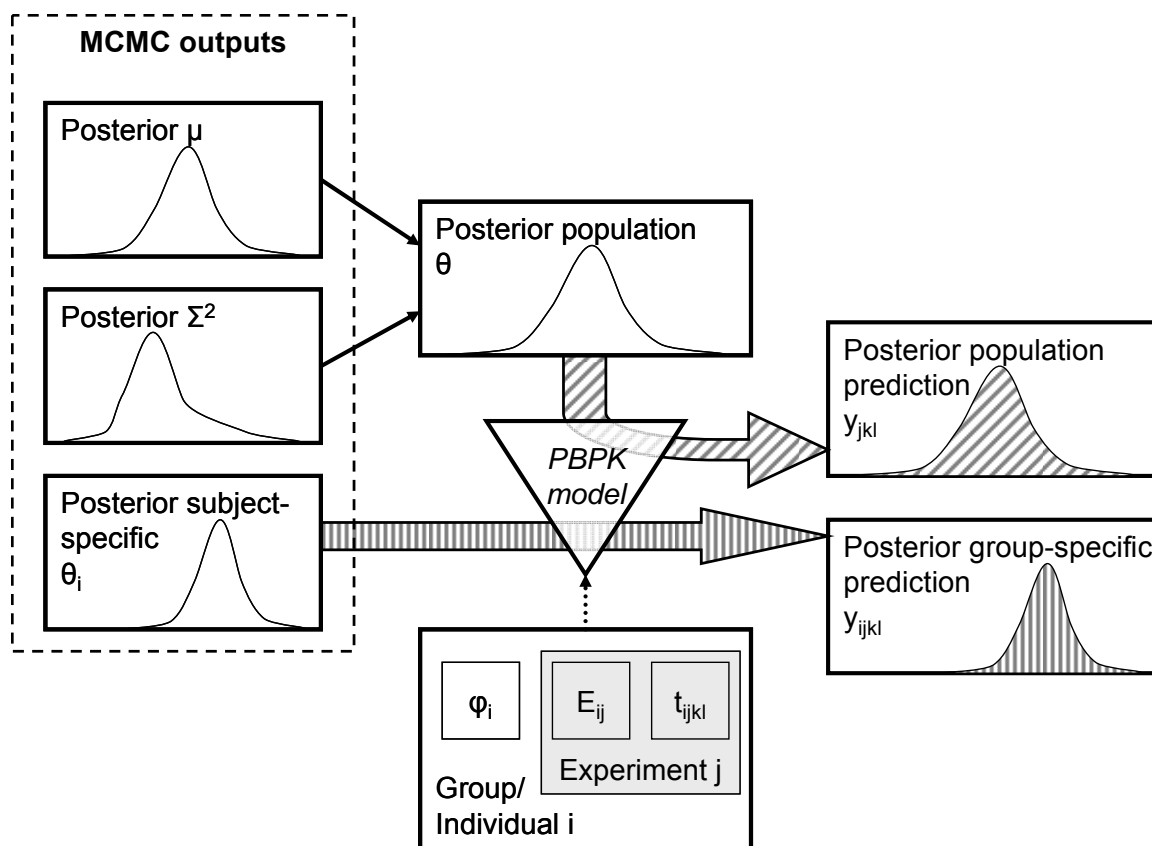 MCMC outputs
Posterior μ
Posterior Σ²
Posterior subject-
specific
θᵢ
Posterior population
θ
PBPK
model
Posterior population
prediction
yⱼₖₗ
Posterior group-specific
prediction
yᵢⱼₖₗ
φᵢ
Eᵢⱼ
tᵢⱼₖₗ
Experiment j
Group/
Individual i